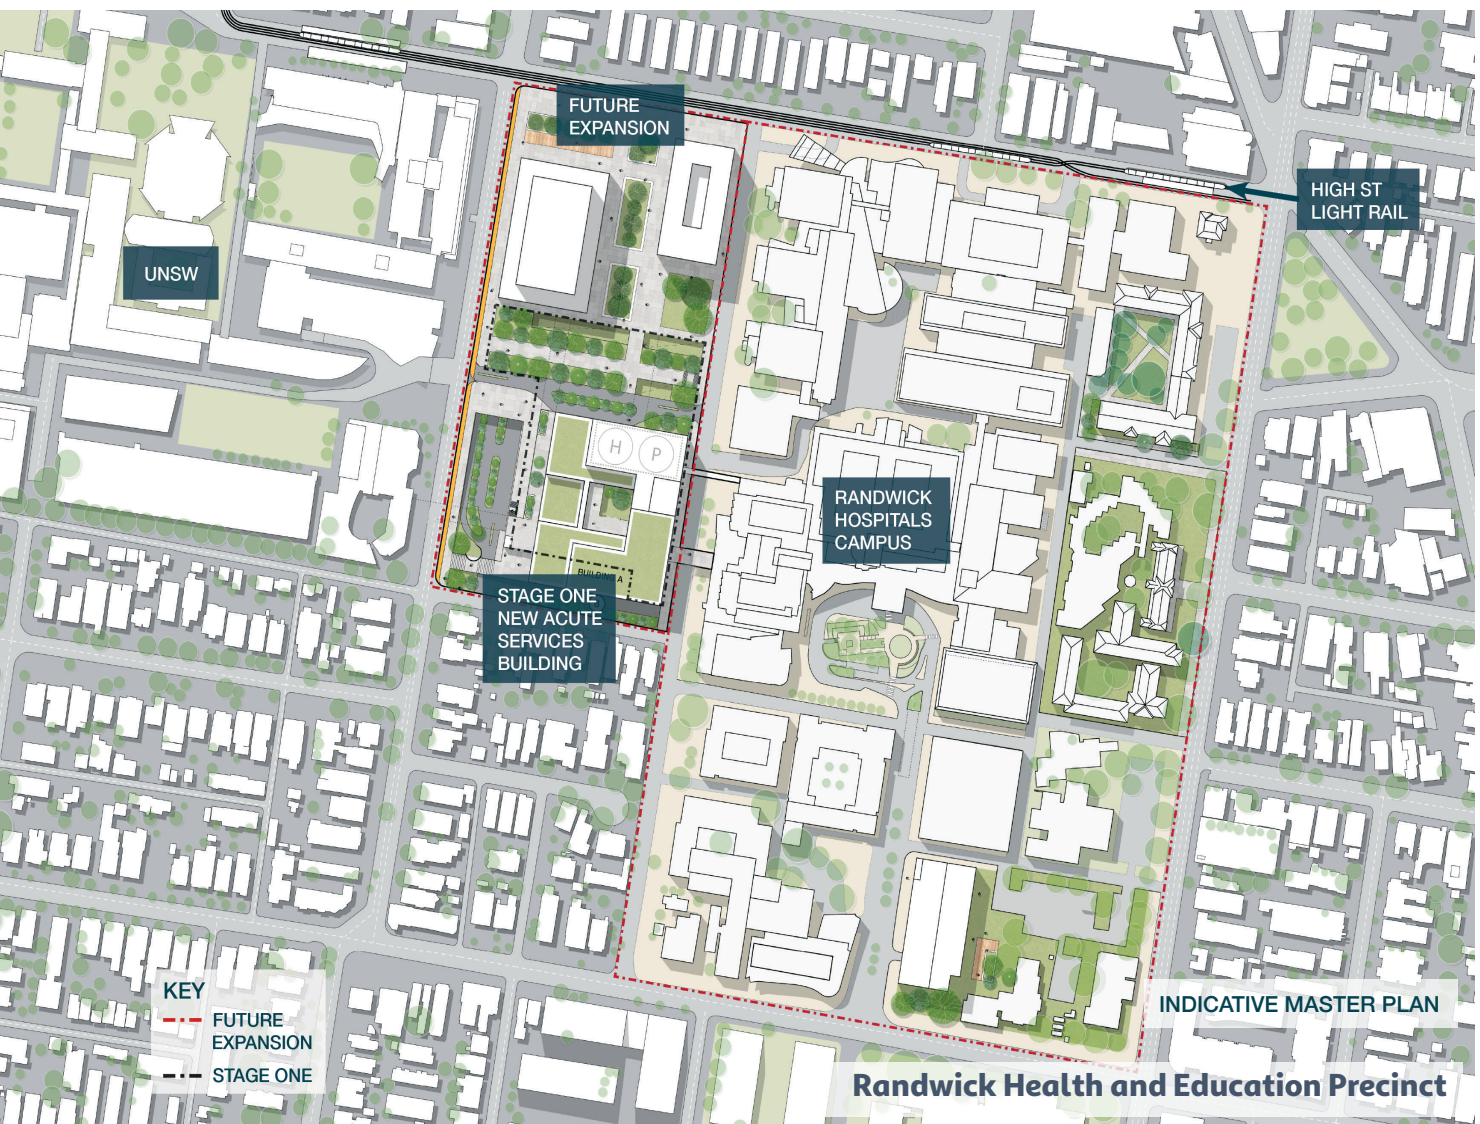 FUTURE
EXPANSION
HIGH ST
LIGHT RAIL
UNSW
H P
RANDWICK
HOSPITALS
CAMPUS
BUILDING A
STAGE ONE
NEW ACUTE
SERVICES
BUILDING
KEY
FUTURE
EXPANSION
STAGE ONE
INDICATIVE MASTER PLAN
Randwick Health and Education Precinct